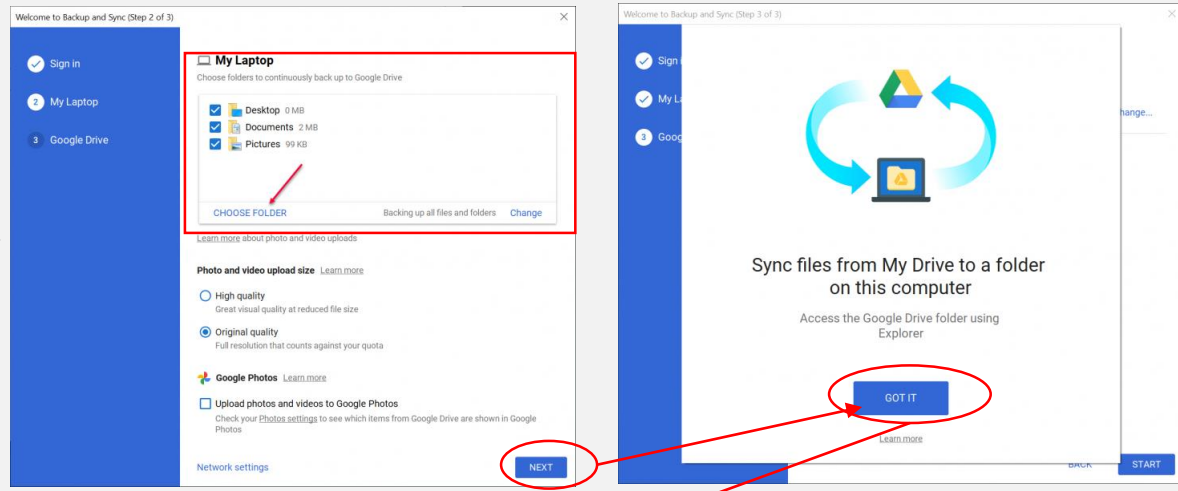 Welcome to Backup and Sync (Step 2 of 3)
Sign in
2 My Laptop
3 Google Drive
My Laptop
Choose folders to continuously back up to Google Drive
Desktop 0 MB
Documents 2 MB
Pictures 99 KB
CHOOSE FOLDER Backing up all files and folders Change
Learn more about photo and video uploads
Photo and video upload size Learn more
High quality
Great visual quality at reduced file size
Original quality
Full resolution that counts against your quota
Google Photos Learn more
Upload photos and videos to Google Photos
Check your Photos settings to see which items from Google Drive are shown in Google
Photos
Network settings NEXT
Welcome to Backup and Sync (Step 3 of 3)
Sign i
My La
3 Goog
hange...
Sync files from My Drive to a folder
on this computer
Access the Google Drive folder using
Explorer
GOT IT
Learn more
BACK START